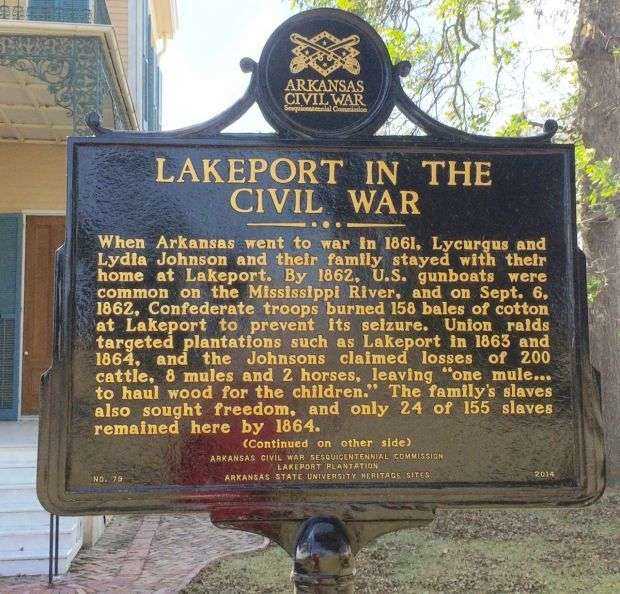 ARKANSAS
CIVIL WAR
Sesquicentennial Commission
LAKEPORT IN THE
CIVIL WAR
When Arkansas went to war in 1861, Lycurgus and
Lydia Johnson and their family stayed with their
home at Lakeport. By 1862, U.S. gunboats were
common on the Mississippi River, and on Sept. 6,
1862, Confederate troops burned 158 bales of cotton
at Lakeport to prevent its seizure. Union raids
targeted plantations such as Lakeport in 1863 and
1864, and the Johnsons claimed losses of 200
cattle, 8 mules and 2 horses, leaving "one mule...
to haul wood for the children." The family's slaves
also sought freedom, and only 24 of 155 slaves
remained here by 1864.
(Continued on other side)
ARKANSAS CIVIL WAR SESQUICENTENNIAL COMMISSION
LAKEPORT PLANTATION
NO. 79 ARKANSAS STATE UNIVERSITY HERITAGE SITES 2014